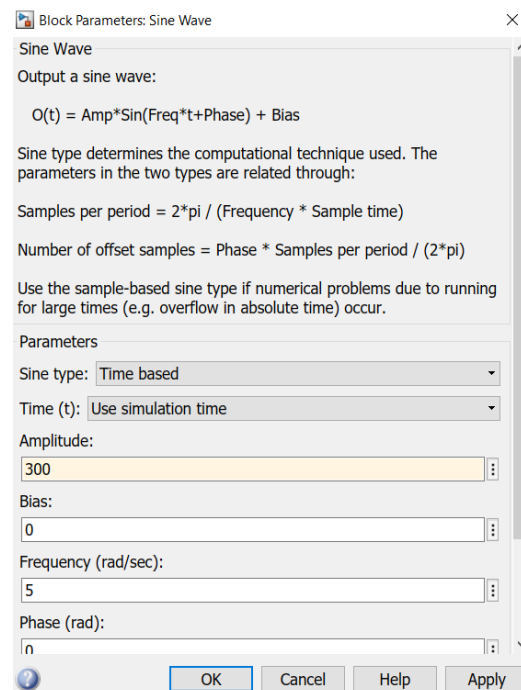 Block Parameters: Sine Wave
Sine Wave
Output a sine wave:
O(t) = Amp*Sin(Freq*t+Phase) + Bias
Sine type determines the computational technique used. The
parameters in the two types are related through:
Samples per period = 2*pi / (Frequency * Sample time)
Number of offset samples = Phase * Samples per period / (2*pi)
Use the sample-based sine type if numerical problems due to running
for large times (e.g. overflow in absolute time) occur.
Parameters
Sine type: Time based
Time (t): Use simulation time
Amplitude:
300
Bias:
0
Frequency (rad/sec):
5
Phase (rad):
0
OK Cancel Help Apply